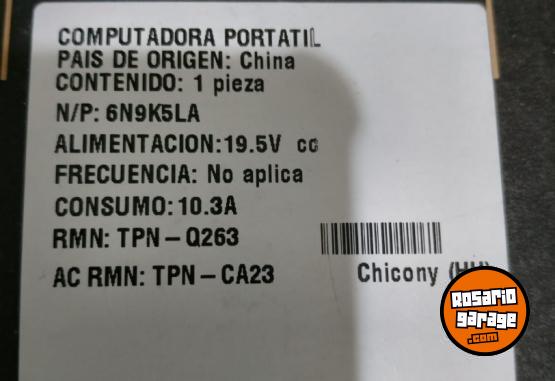 COMPUTADORA PORTATIL
PAIS DE ORIGEN: China
CONTENIDO: 1 pieza
N/P: 6N9K5LA
ALIMENTACION:19.5V cc
FRECUENCIA: No aplica
CONSUMO: 10.3A
RMN: TPN – Q263
AC RMN: TPN – CA23
Chicony
Rosario
garage
.com